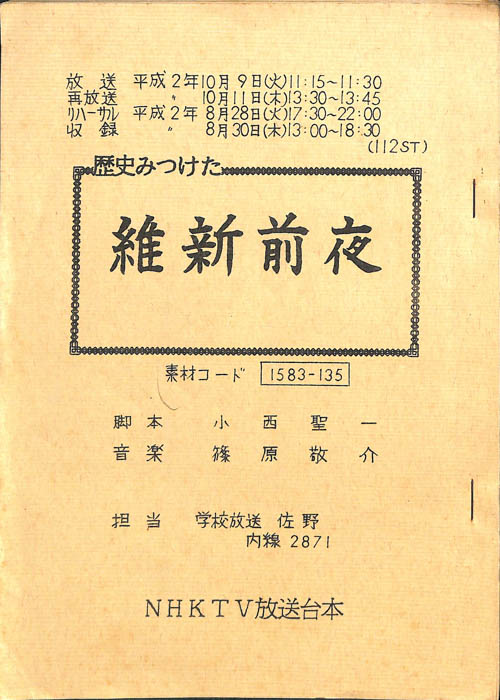 放送 平成2年10月9日(火)11:15~11:30
再放送 〃 10月11日(木)13:30~13:45
リハーサル 平成2年8月28日(火)17:30~22:00
収録 〃 8月30日(木)13:00~18:30
(112ST)
歴史みつけた
維新前夜
素材コード 1583-135
脚本 小西聖一
音楽 篠原敬介
担当 学校放送 佐野
内線 2871
NHKTV放送台本